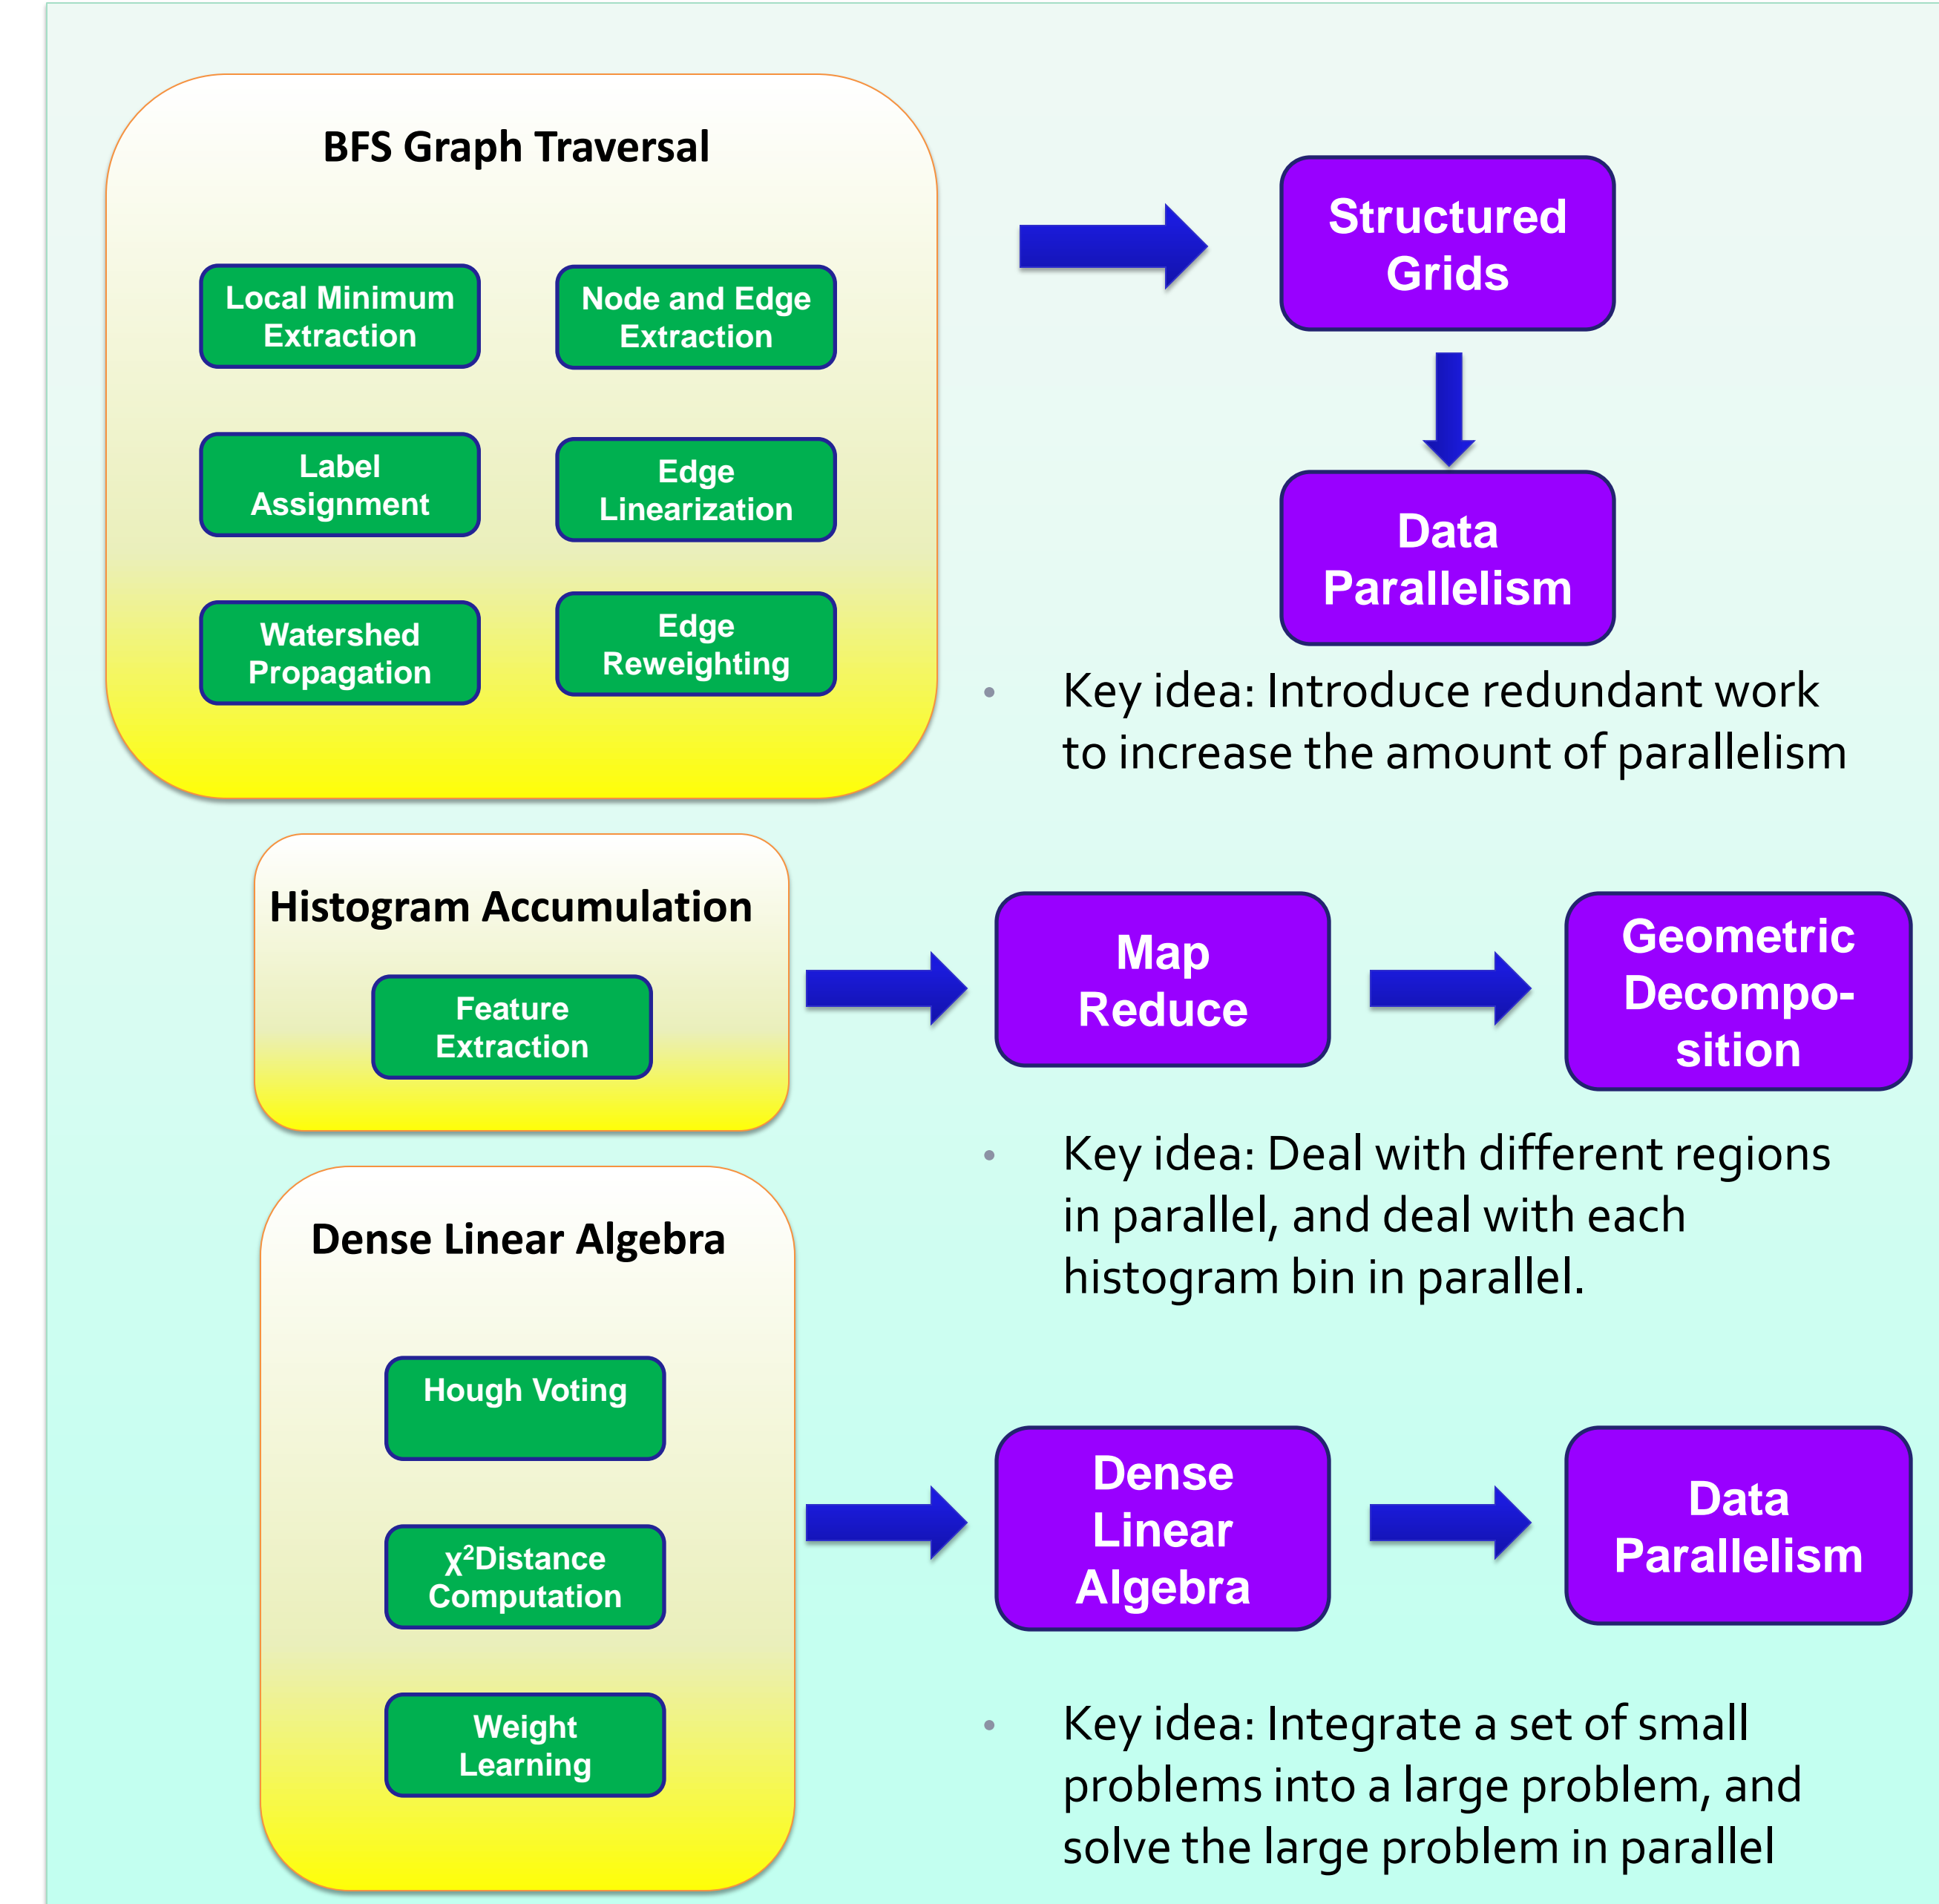 BFS Graph Traversal
Local Minimum
Extraction
Node and Edge
Extraction
Label
Assignment
Edge
Linearization
Watershed
Propagation
Edge
Reweighting
Structured
Grids
Data
Parallelism
• Key idea: Introduce redundant work
to increase the amount of parallelism
Histogram Accumulation
Feature
Extraction
Map
Reduce
Geometric
Decompo-
sition
• Key idea: Deal with different regions
in parallel, and deal with each
histogram bin in parallel.
Dense Linear Algebra
Hough Voting
χ²Distance
Computation
Weight
Learning
Dense
Linear
Algebra
Data
Parallelism
• Key idea: Integrate a set of small
problems into a large problem, and
solve the large problem in parallel